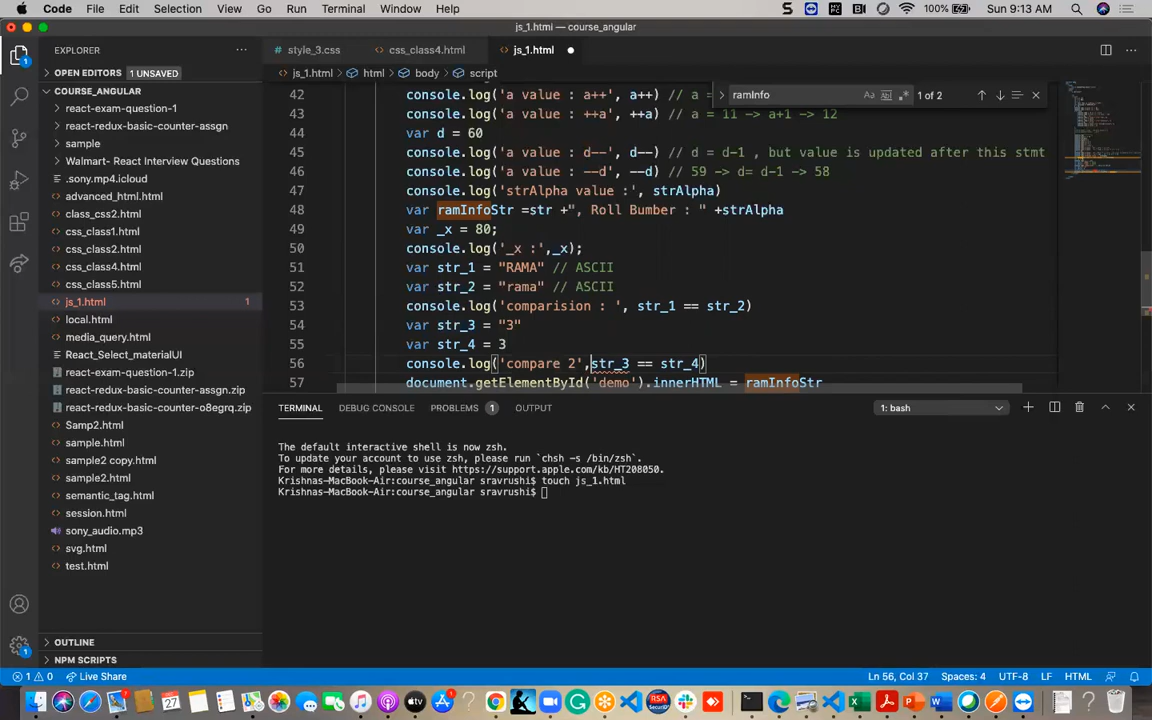 Code File Edit Selection View Go Run Terminal Window Help
100% Sun 9:13 AM
js_1.html — course_angular
EXPLORER
style_3.css css_class4.html js_1.html
OPEN EDITORS 1 UNSAVED
js_1.html html body script
COURSE_ANGULAR
react-exam-question-1
react-redux-basic-counter-assgn
sample
Walmart- React Interview Questions
.song.mp4.icloud
advanced_html.html
class_css2.html
css_class1.html
css_class2.html
css_class4.html
css_class5.html
js_1.html 1
local.html
media_query.html
React_Select_materialUI
react-exam-question-1.zip
react-redux-basic-counter-assgn.zip
react-redux-basic-counter-o8egrq.zip
Samp2.html
sample.html
sample2 copy.html
sample2.html
semantic_tag.html
session.html
sony_audio.mp3
svg.html
test.html
OUTLINE
NPM SCRIPTS
ramInfo Aa 1 of 2
42 console.log('a value : a++', a++) // a =
43 console.log('a value : ++a', ++a) // a = 11 -> a+1 -> 12
44 var d = 60
45 console.log('a value : d--', d--) // d = d-1 , but value is updated after this stmt
46 console.log('a value : --d', --d) // 59 -> d= d-1 -> 58
47 console.log('strAlpha value :', strAlpha)
48 var ramInfoStr =str +", Roll Bumber : " +strAlpha
49 var _x = 80;
50 console.log('_x :',_x);
51 var str_1 = "RAMA" // ASCII
52 var str_2 = "rama" // ASCII
53 console.log('comparision : ', str_1 == str_2)
54 var str_3 = "3"
55 var str_4 = 3
56 console.log('compare 2',str_3 == str_4)
57 document.getElementById('demo').innerHTML = ramInfoStr
TERMINAL DEBUG CONSOLE PROBLEMS 1 OUTPUT 1: bash
The default interactive shell is now zsh.
To update your account to use zsh, please run `chsh -s /bin/zsh`.
For more details, please visit https://support.apple.com/kb/HT208050.
Krishnas-MacBook-Air:course_angular sravrushi$ touch js_1.html
Krishnas-MacBook-Air:course_angular sravrushi$
1 0 Live Share Ln 56, Col 37 Spaces: 4 UTF-8 LF HTML